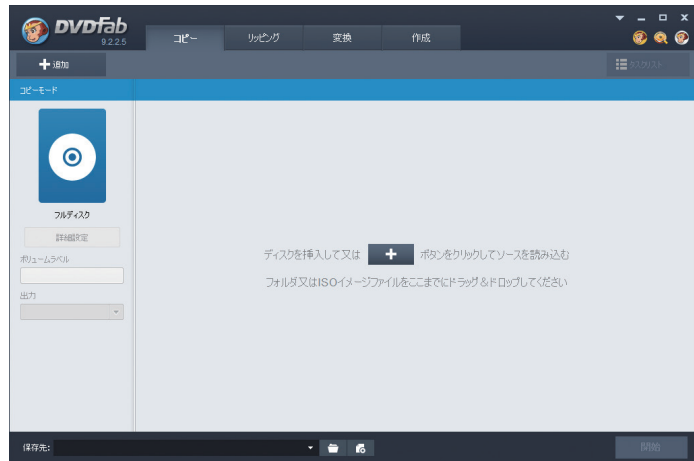 DVDFab
9.2.2.5
コピー
リッピング
変換
作成
追加
タスクリスト
コピーモード
フルディスク
詳細設定
ボリュームラベル
出力
ディスクを挿入して又は + ボタンをクリックしてソースを読み込む
フォルダ又はISOイメージファイルをここまでにドラッグ＆ドロップしてください
保存先:
開始